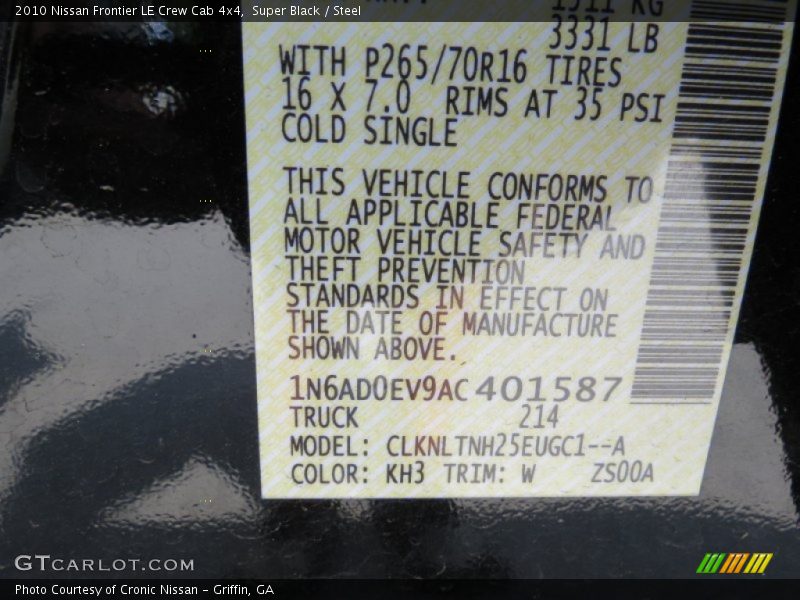 2010 Nissan Frontier LE Crew Cab 4x4, Super Black / Steel
3331 LB
WITH P265/70R16 TIRES
16 X 7.0 RIMS AT 35 PSI
COLD SINGLE
THIS VEHICLE CONFORMS TO
ALL APPLICABLE FEDERAL
MOTOR VEHICLE SAFETY AND
THEFT PREVENTION
STANDARDS IN EFFECT ON
THE DATE OF MANUFACTURE
SHOWN ABOVE.
1N6AD0EV9AC401587
TRUCK 214
MODEL: CLKNLTNH25EUGC1--A
COLOR: KH3 TRIM: W ZS00A
GTCARLOT.COM
Photo Courtesy of Cronic Nissan - Griffin, GA